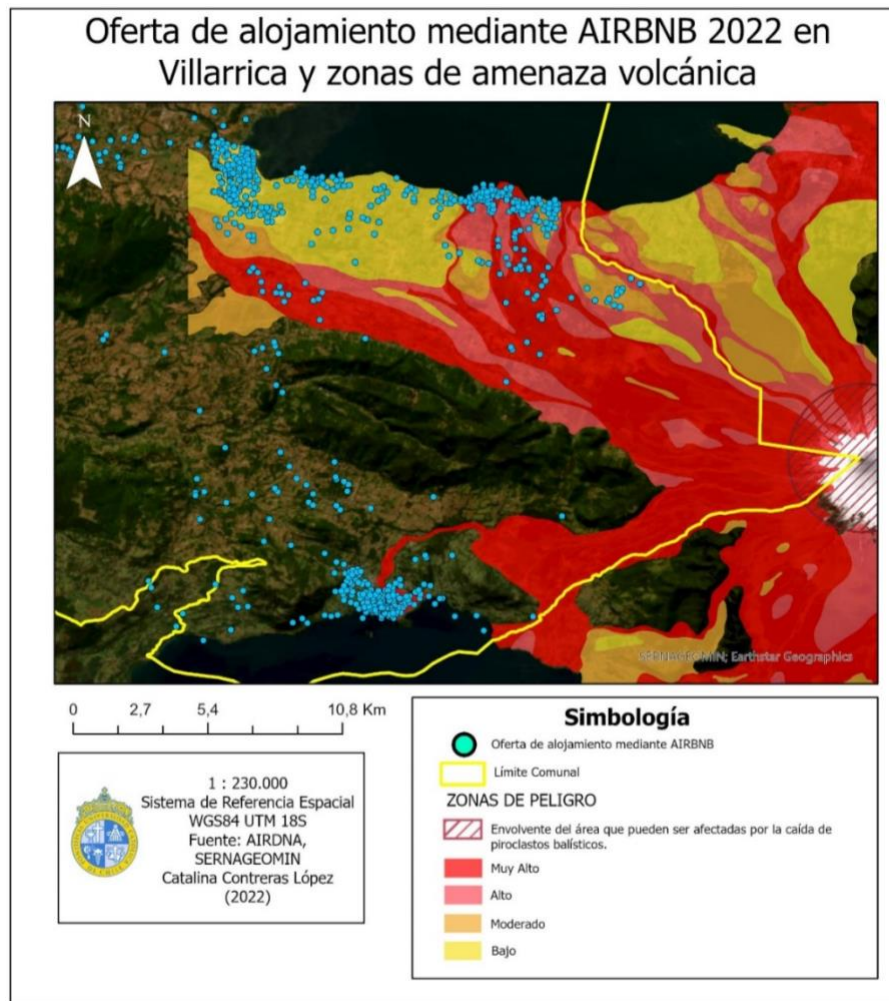 Oferta de alojamiento mediante AIRBNB 2022 en
Villarrica y zonas de amenaza volcánica
N
SERNAGEOMIN; Earthstar Geographics
0 2,7 5,4 10,8 Km
1 : 230.000
Sistema de Referencia Espacial
WGS84 UTM 18S
Fuente: AIRDNA,
SERNAGEOMIN
Catalina Contreras López
(2022)
Simbología
Oferta de alojamiento mediante AIRBNB
Límite Comunal
ZONAS DE PELIGRO
Envolvente del área que pueden ser afectadas por la caída de
piroclastos balísticos.
Muy Alto
Alto
Moderado
Bajo